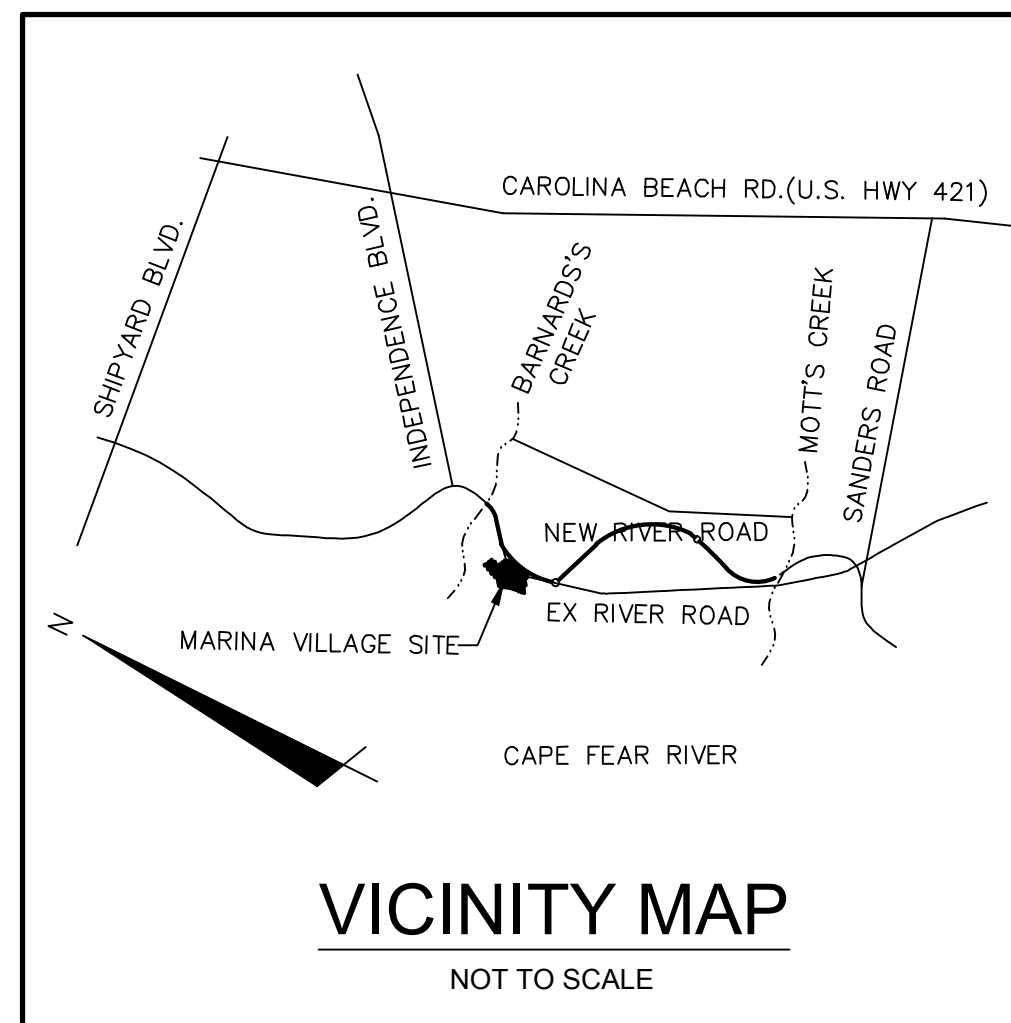 CAROLINA BEACH RD.(U.S. HWY 421)
SHIPYARD BLVD.
INDEPENDENCE BLVD.
BARNARDS'S
CREEK
MOTT'S CREEK
SANDERS ROAD
NEW RIVER ROAD
EX RIVER ROAD
N
MARINA VILLAGE SITE
CAPE FEAR RIVER
VICINITY MAP
NOT TO SCALE